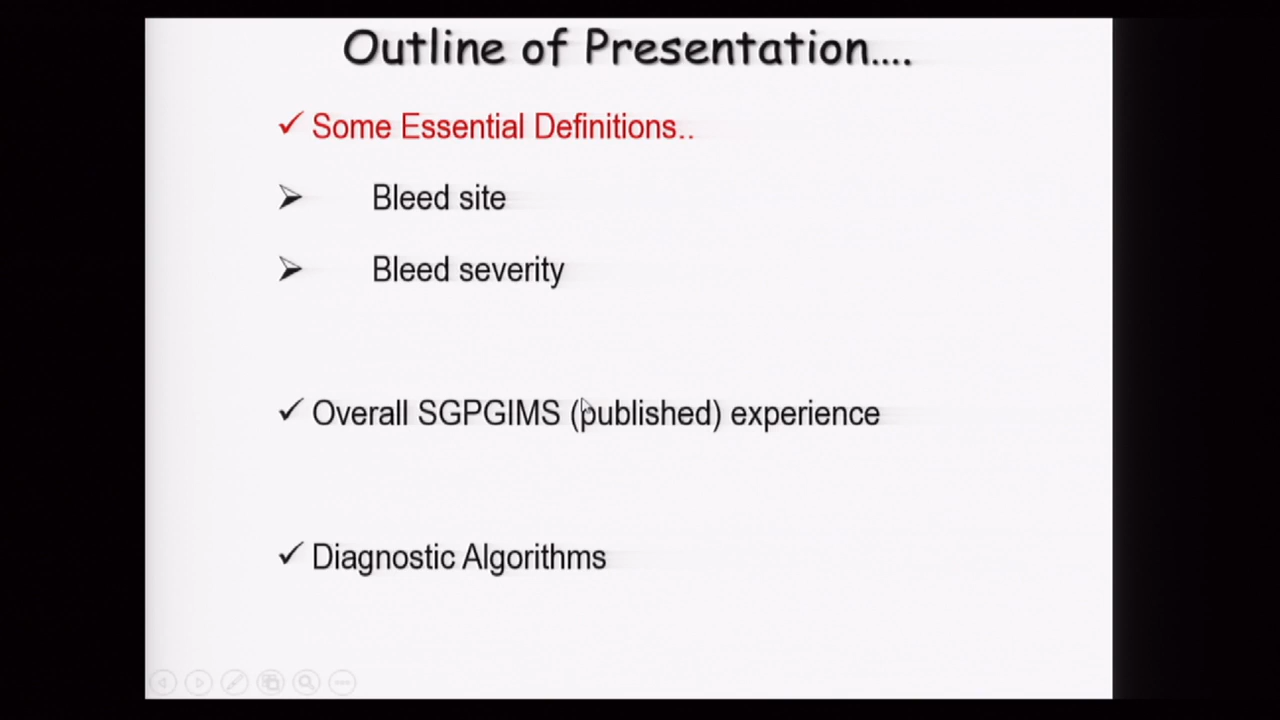 Outline of Presentation....
✓ Some Essential Definitions..
➢ Bleed site
➢ Bleed severity
✓ Overall SGPGIMS (published) experience
✓ Diagnostic Algorithms